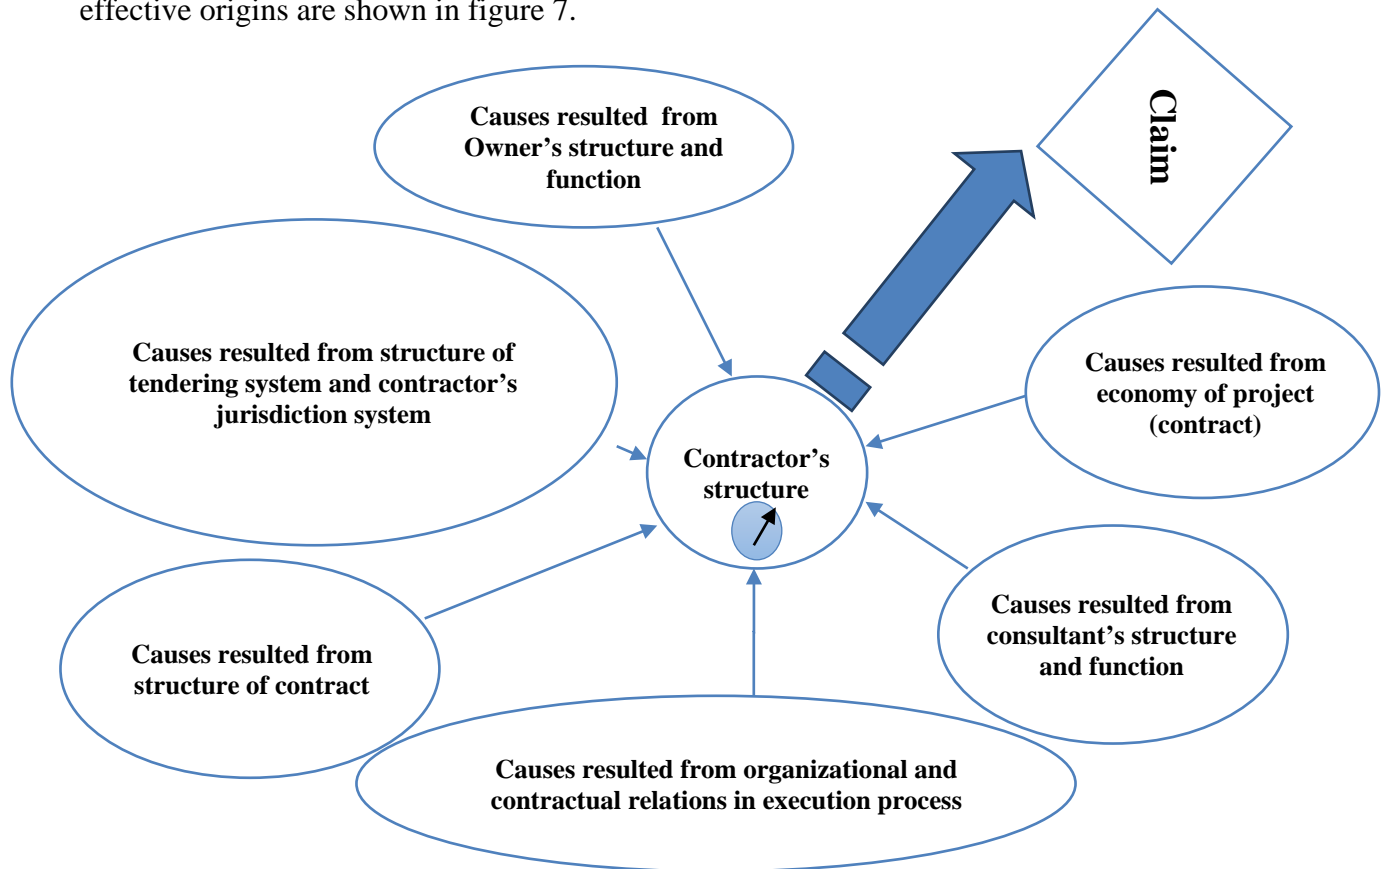 effective origins are shown in figure 7.
Claim
Causes resulted  from
Owner’s structure and
function
Causes resulted from structure of
tendering system and contractor’s
jurisdiction system
Causes resulted from
economy of project
(contract)
Contractor’s
structure
Causes resulted from
consultant’s structure
and function
Causes resulted from
structure of contract
Causes resulted from organizational and
contractual relations in execution process